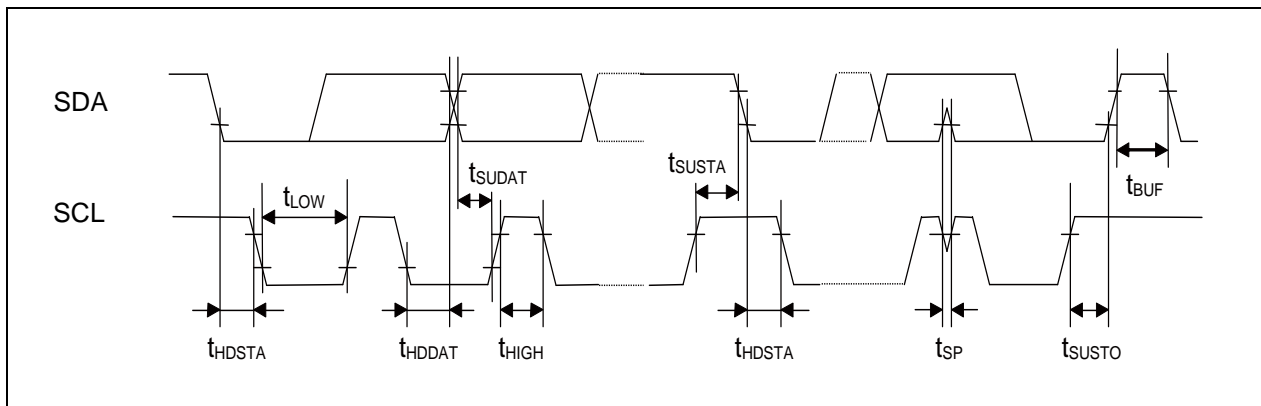 SDA
tSUDAT
tSUSTA
tLOW
tBUF
SCL
tHDSTA
tHDDAT
tHIGH
tHDSTA
tSP
tSUSTO